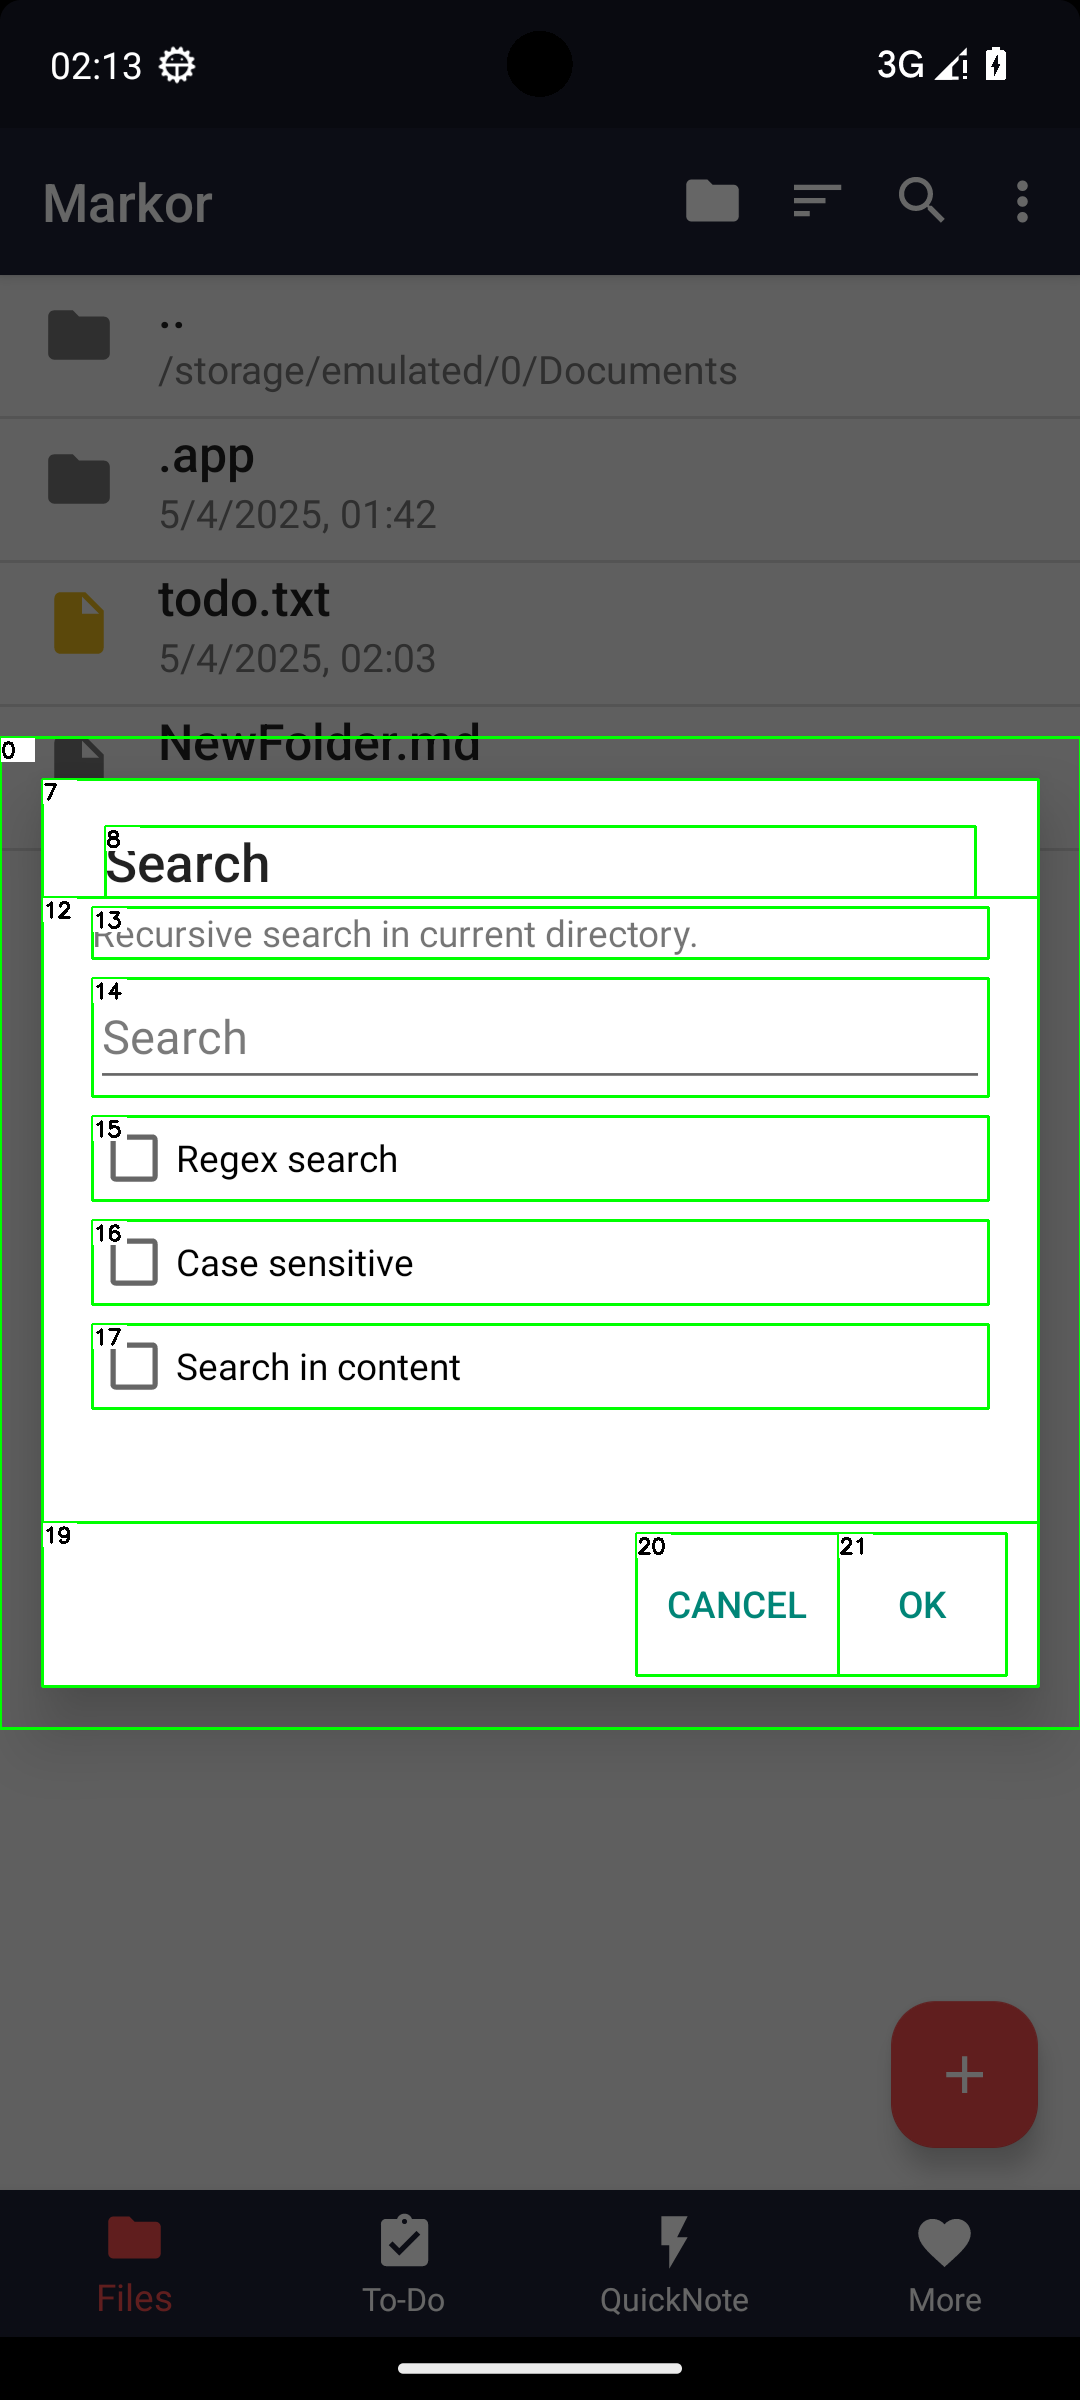 02:13
3G
Markor
..
/storage/emulated/0/Documents
.app
5/4/2025, 01:42
todo.txt
5/4/2025, 02:03
NewFolder.md
0
7
8
Search
12
13
Recursive search in current directory.
14
Search
15
Regex search
16
Case sensitive
17
Search in content
19
20
21
CANCEL
OK
Files
To-Do
QuickNote
More